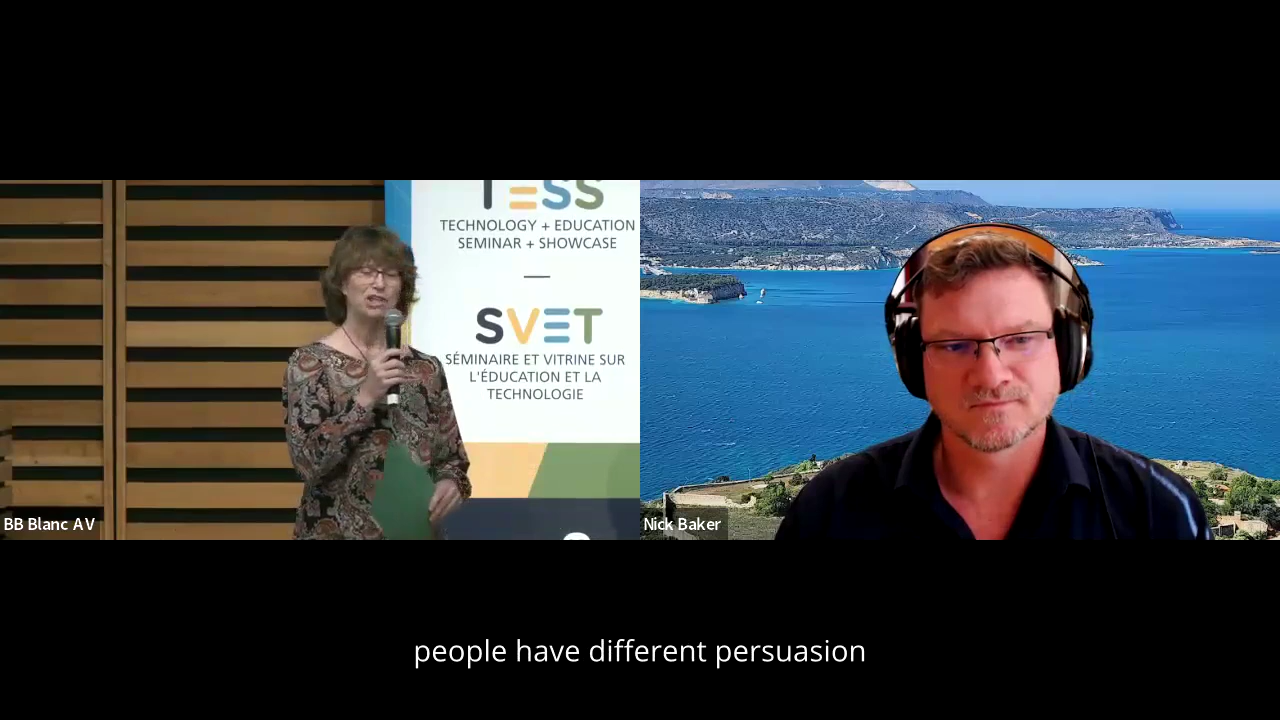 TESS
TECHNOLOGY + EDUCATION
SEMINAR + SHOWCASE
SVET
SÉMINAIRE ET VITRINE SUR
L'ÉDUCATION ET LA
TECHNOLOGIE
BB Blanc AV
Nick Baker
people have different persuasion